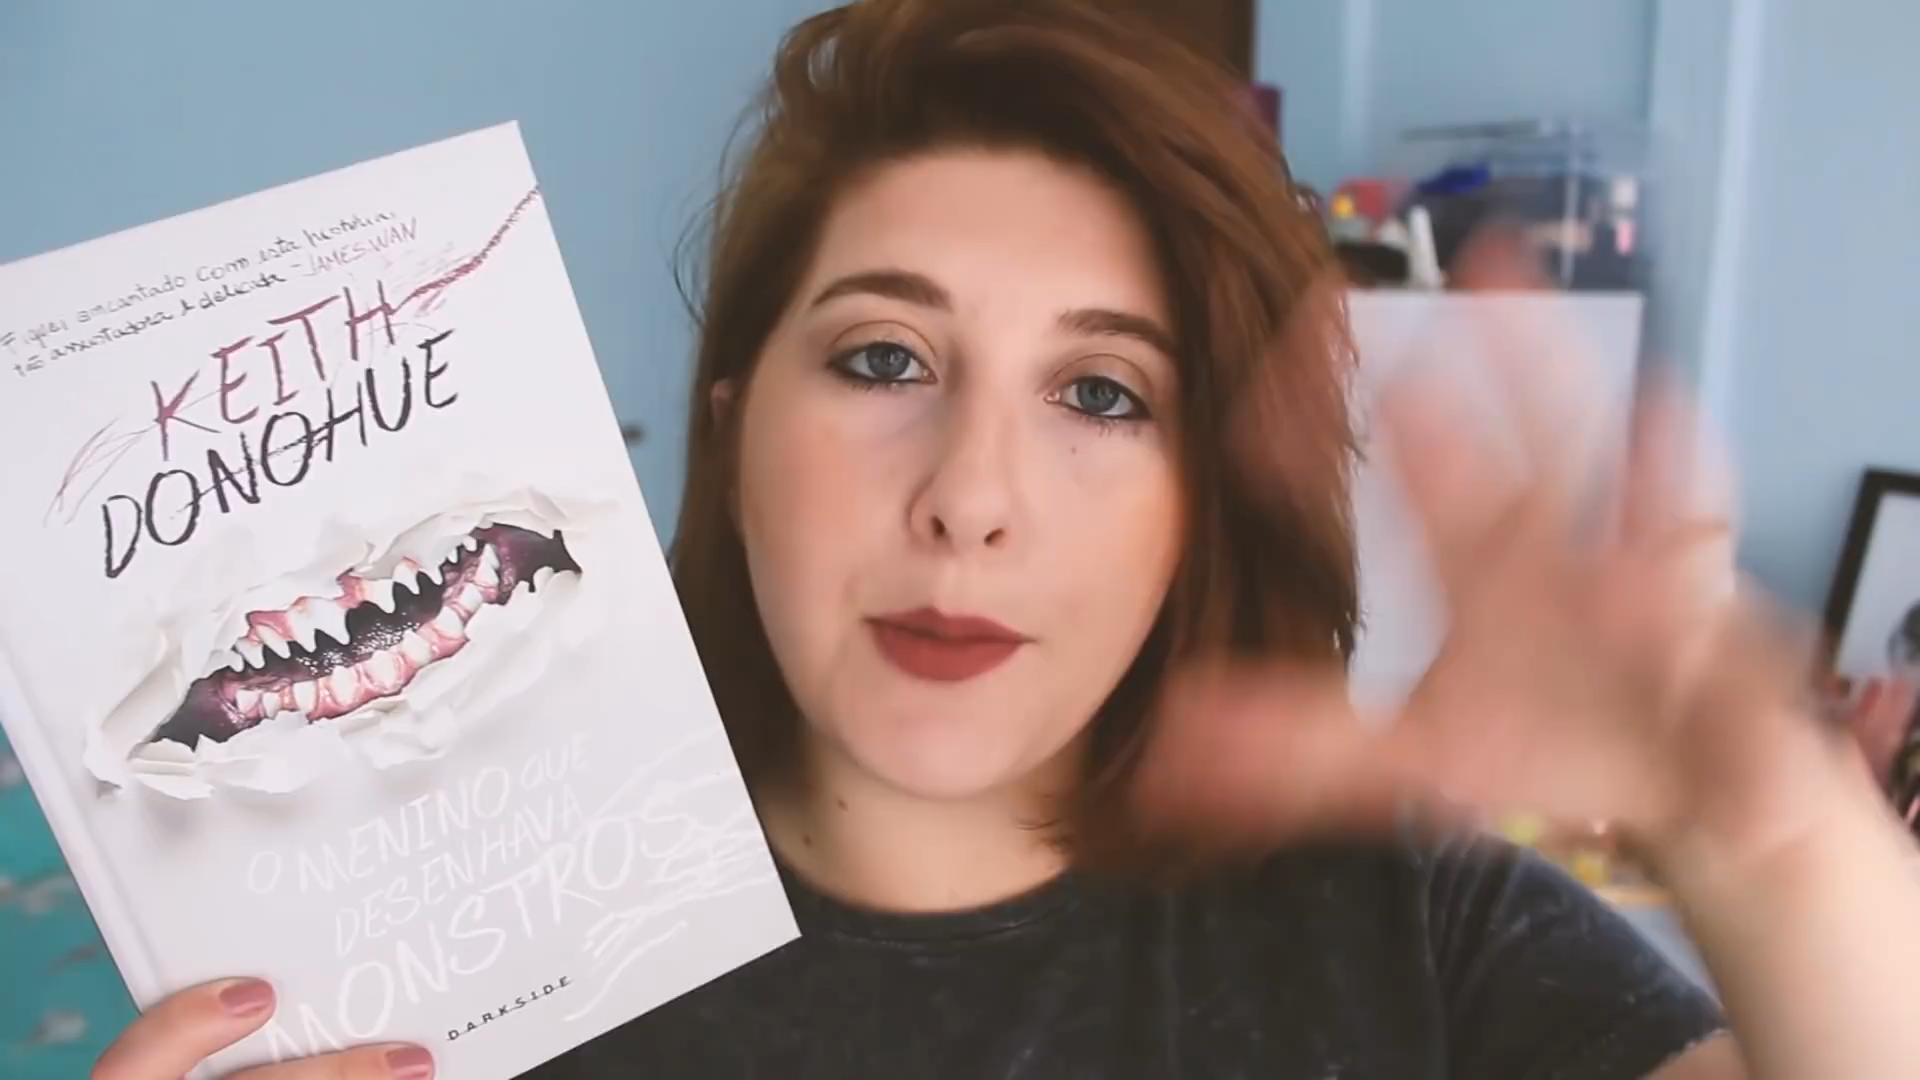 Fiquei encantado com esta história,
tão assustadora e delicada - JAMES WAN
KEITH
DONOHUE
O MENINO QUE
DESENHAVA
MONSTROS
DARKSIDE